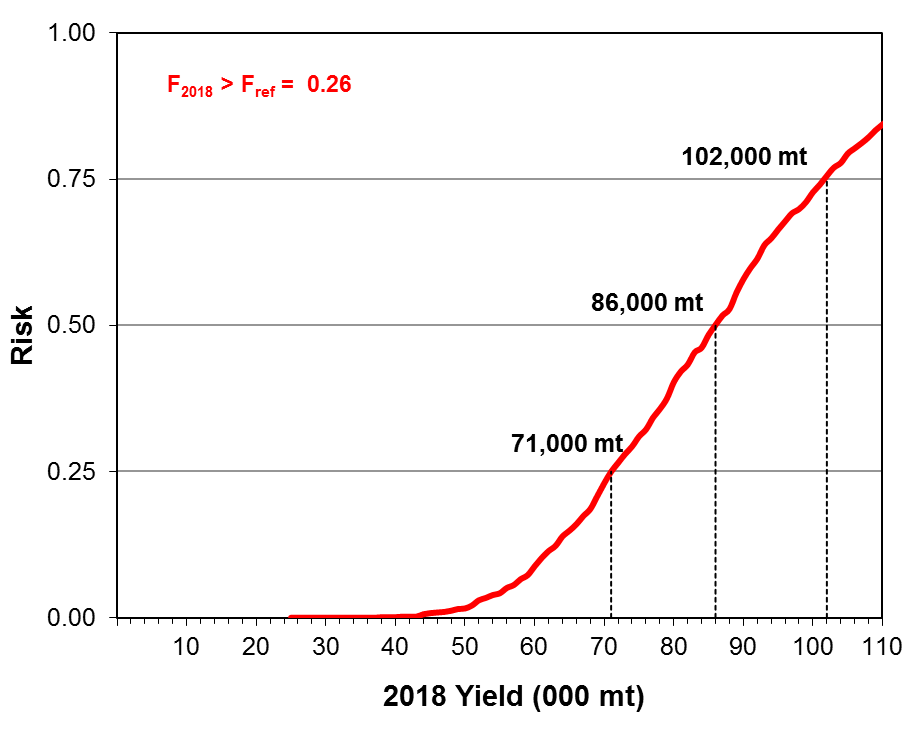 1.00
F2018 > Fref = 0.26
102,000 mt
0.75
86,000 mt
0.50
Risk
71,000 mt
0.25
0.00
10 20 30 40 50 60 70 80 90 100 110
2018 Yield (000 mt)